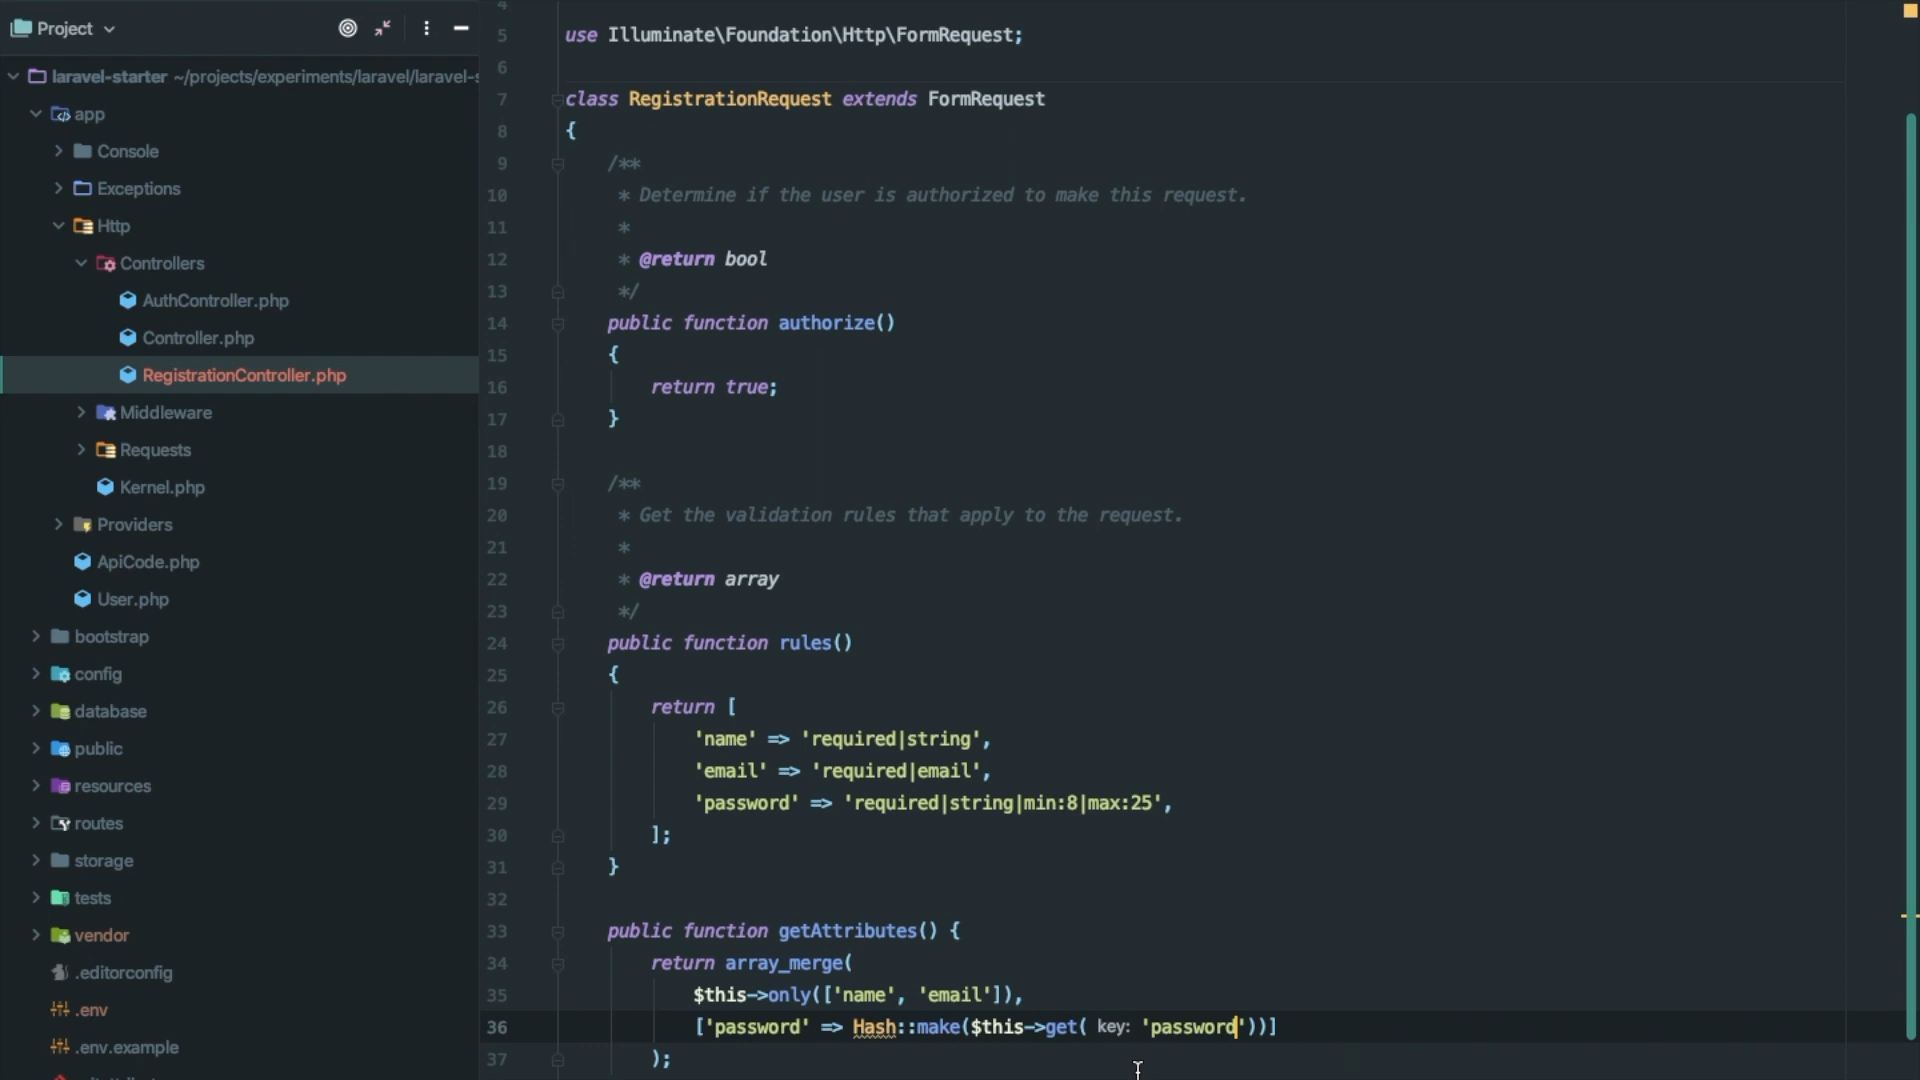 Project
laravel-starter ~/projects/experiments/laravel/laravel-s
app
Console
Exceptions
Http
Controllers
AuthController.php
Controller.php
RegistrationController.php
Middleware
Requests
Kernel.php
Providers
ApiCode.php
User.php
bootstrap
config
database
public
resources
routes
storage
tests
vendor
.editorconfig
.env
.env.example
4
5 use Illuminate\Foundation\Http\FormRequest;
6
7 class RegistrationRequest extends FormRequest
8 {
9 /**
10 * Determine if the user is authorized to make this request.
11 *
12 * @return bool
13 */
14 public function authorize()
15 {
16 return true;
17 }
18
19 /**
20 * Get the validation rules that apply to the request.
21 *
22 * @return array
23 */
24 public function rules()
25 {
26 return [
27 'name' => 'required|string',
28 'email' => 'required|email',
29 'password' => 'required|string|min:8|max:25',
30 ];
31 }
32
33 public function getAttributes() {
34 return array_merge(
35 $this->only(['name', 'email']),
36 ['password' => Hash::make($this->get( key: 'password'))]
37 );